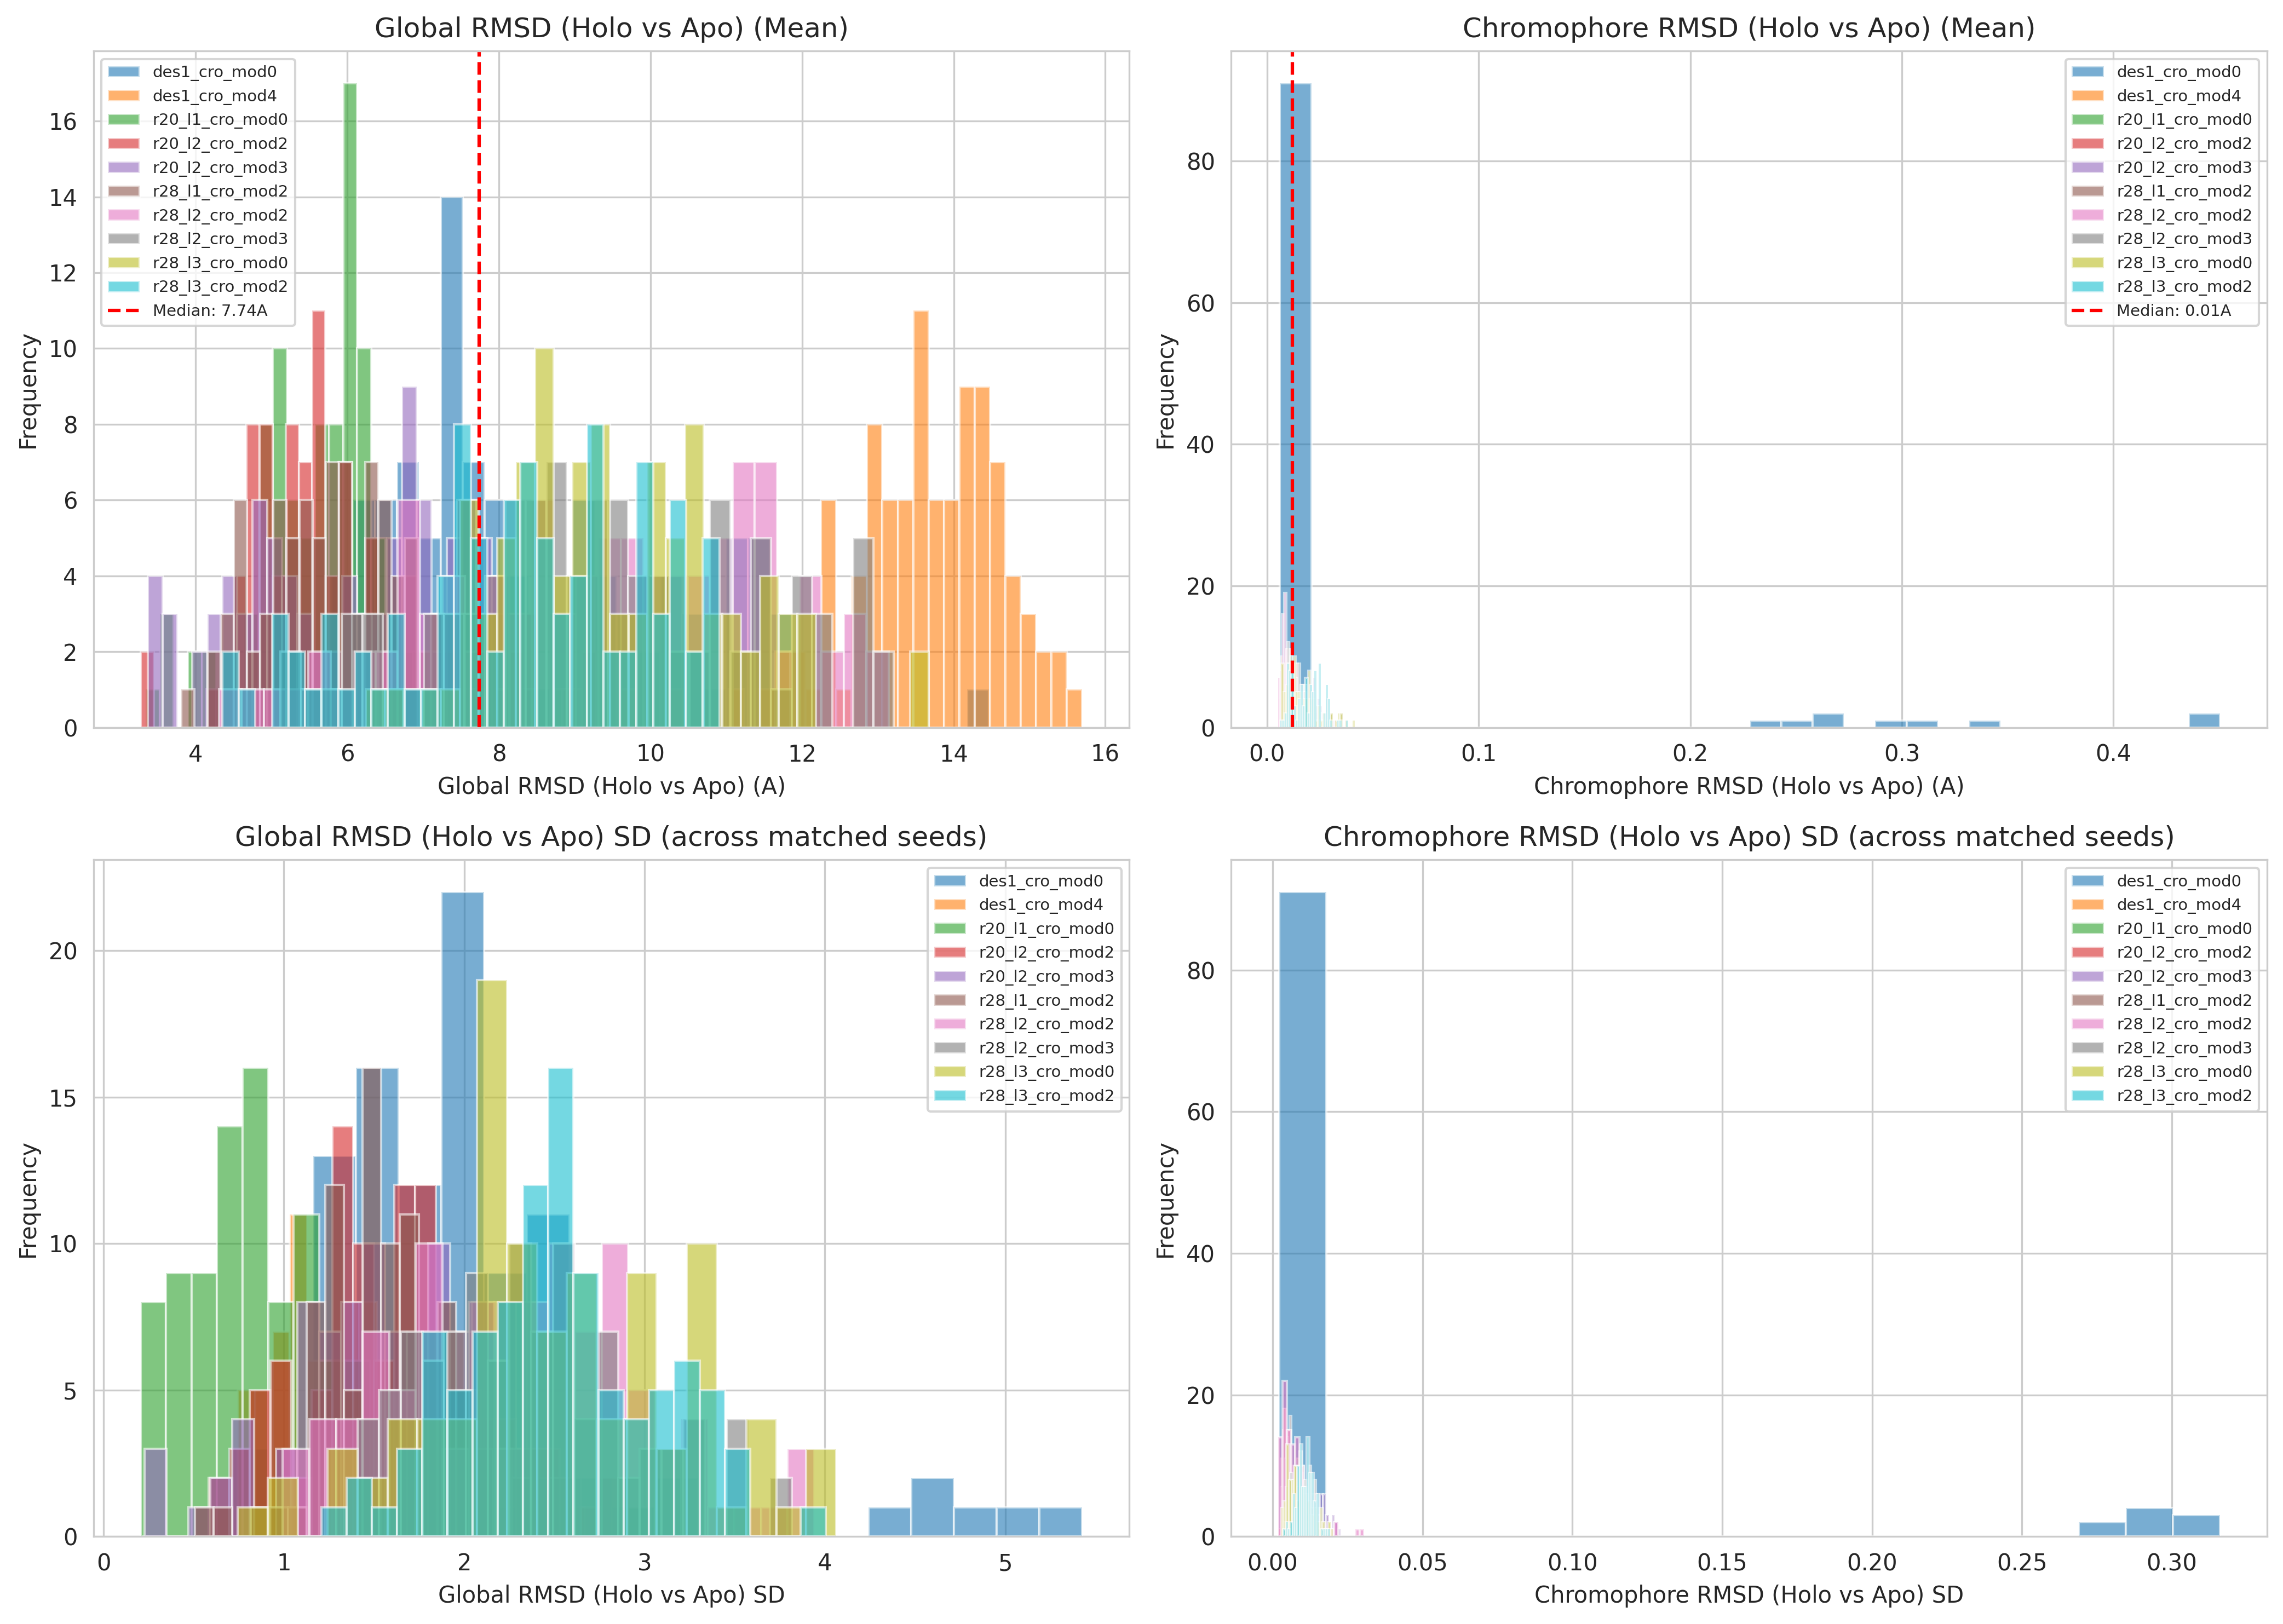 Global RMSD (Holo vs Apo) (Mean)
Frequency
16
14
12
10
8
6
4
2
0
des1_cro_mod0
des1_cro_mod4
r20_l1_cro_mod0
r20_l2_cro_mod2
r20_l2_cro_mod3
r28_l1_cro_mod2
r28_l2_cro_mod2
r28_l2_cro_mod3
r28_l3_cro_mod0
r28_l3_cro_mod2
Median: 7.74A
4 6 8 10 12 14 16
Global RMSD (Holo vs Apo) (A)
Chromophore RMSD (Holo vs Apo) (Mean)
Frequency
80
60
40
20
0
des1_cro_mod0
des1_cro_mod4
r20_l1_cro_mod0
r20_l2_cro_mod2
r20_l2_cro_mod3
r28_l1_cro_mod2
r28_l2_cro_mod2
r28_l2_cro_mod3
r28_l3_cro_mod0
r28_l3_cro_mod2
Median: 0.01A
0.0 0.1 0.2 0.3 0.4
Chromophore RMSD (Holo vs Apo) (A)
Global RMSD (Holo vs Apo) SD (across matched seeds)
Frequency
20
15
10
5
0
des1_cro_mod0
des1_cro_mod4
r20_l1_cro_mod0
r20_l2_cro_mod2
r20_l2_cro_mod3
r28_l1_cro_mod2
r28_l2_cro_mod2
r28_l2_cro_mod3
r28_l3_cro_mod0
r28_l3_cro_mod2
0 1 2 3 4 5
Global RMSD (Holo vs Apo) SD
Chromophore RMSD (Holo vs Apo) SD (across matched seeds)
Frequency
80
60
40
20
0
des1_cro_mod0
des1_cro_mod4
r20_l1_cro_mod0
r20_l2_cro_mod2
r20_l2_cro_mod3
r28_l1_cro_mod2
r28_l2_cro_mod2
r28_l2_cro_mod3
r28_l3_cro_mod0
r28_l3_cro_mod2
0.00 0.05 0.10 0.15 0.20 0.25 0.30
Chromophore RMSD (Holo vs Apo) SD